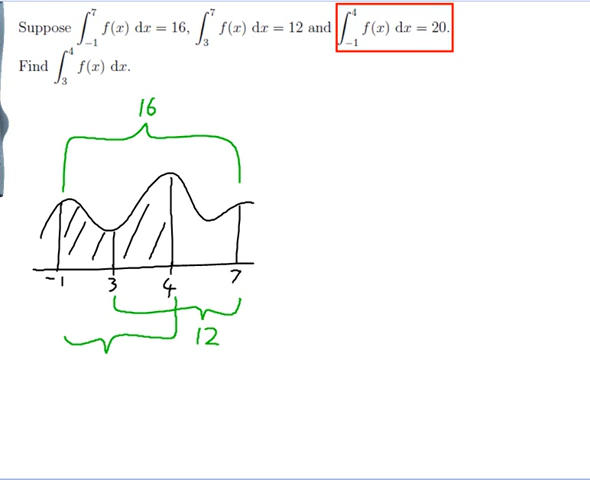 Suppose ∫_{-1}^{7} f(x) dx = 16, ∫_{3}^{7} f(x) dx = 12 and ∫_{-1}^{4} f(x) dx = 20.
Find ∫_{3}^{4} f(x) dx.
16
-1 3 4 7
12